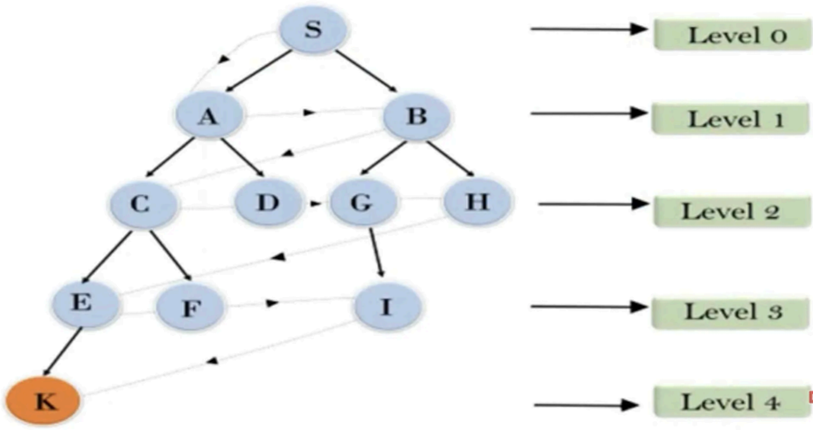 S
Level 0
A
B
Level 1
C
D
G
H
Level 2
E
F
I
Level 3
K
Level 4